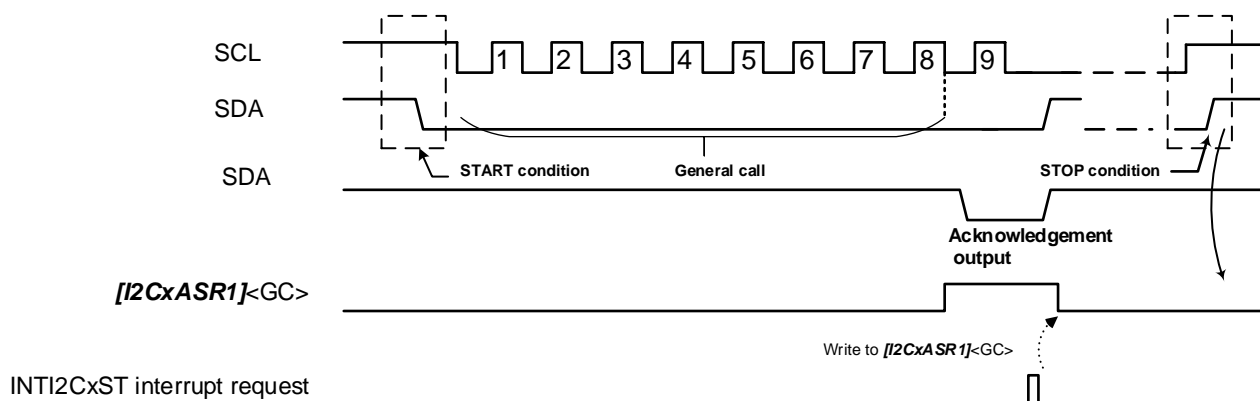 SCL
1 2 3 4 5 6 7 8 9
SDA
START condition
General call
STOP condition
SDA
Acknowledgement
output
[I2CxASR1]<GC>
Write to [I2CxASR1]<GC>
INTI2CxST interrupt request